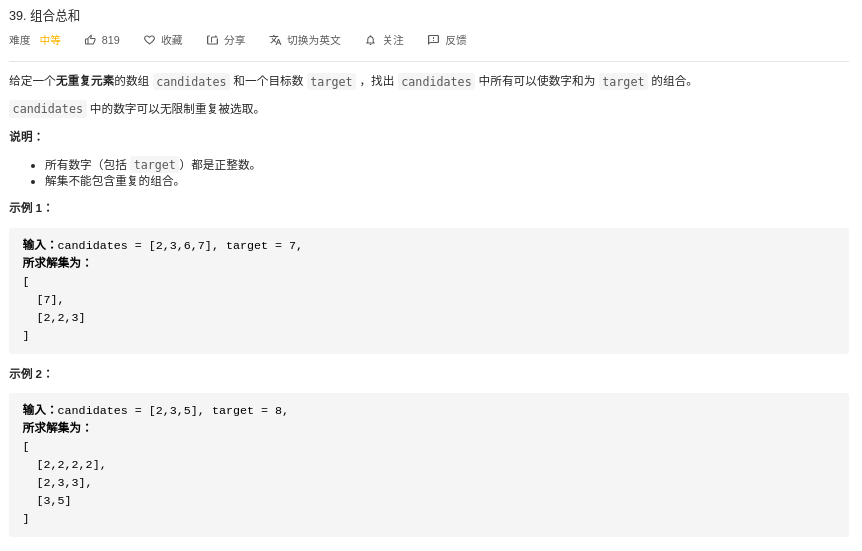 39. 组合总和
难度 中等 819 收藏 分享 切换为英文 关注 反馈
给定一个无重复元素的数组 candidates 和一个目标数 target ，找出 candidates 中所有可以使数字和为 target 的组合。
candidates 中的数字可以无限制重复被选取。
说明：
所有数字（包括 target）都是正整数。
解集不能包含重复的组合。
示例 1：
输入：candidates = [2,3,6,7], target = 7,
所求解集为：
[
[7],
[2,2,3]
]
示例 2：
输入：candidates = [2,3,5], target = 8,
所求解集为：
[
[2,2,2,2],
[2,3,3],
[3,5]
]